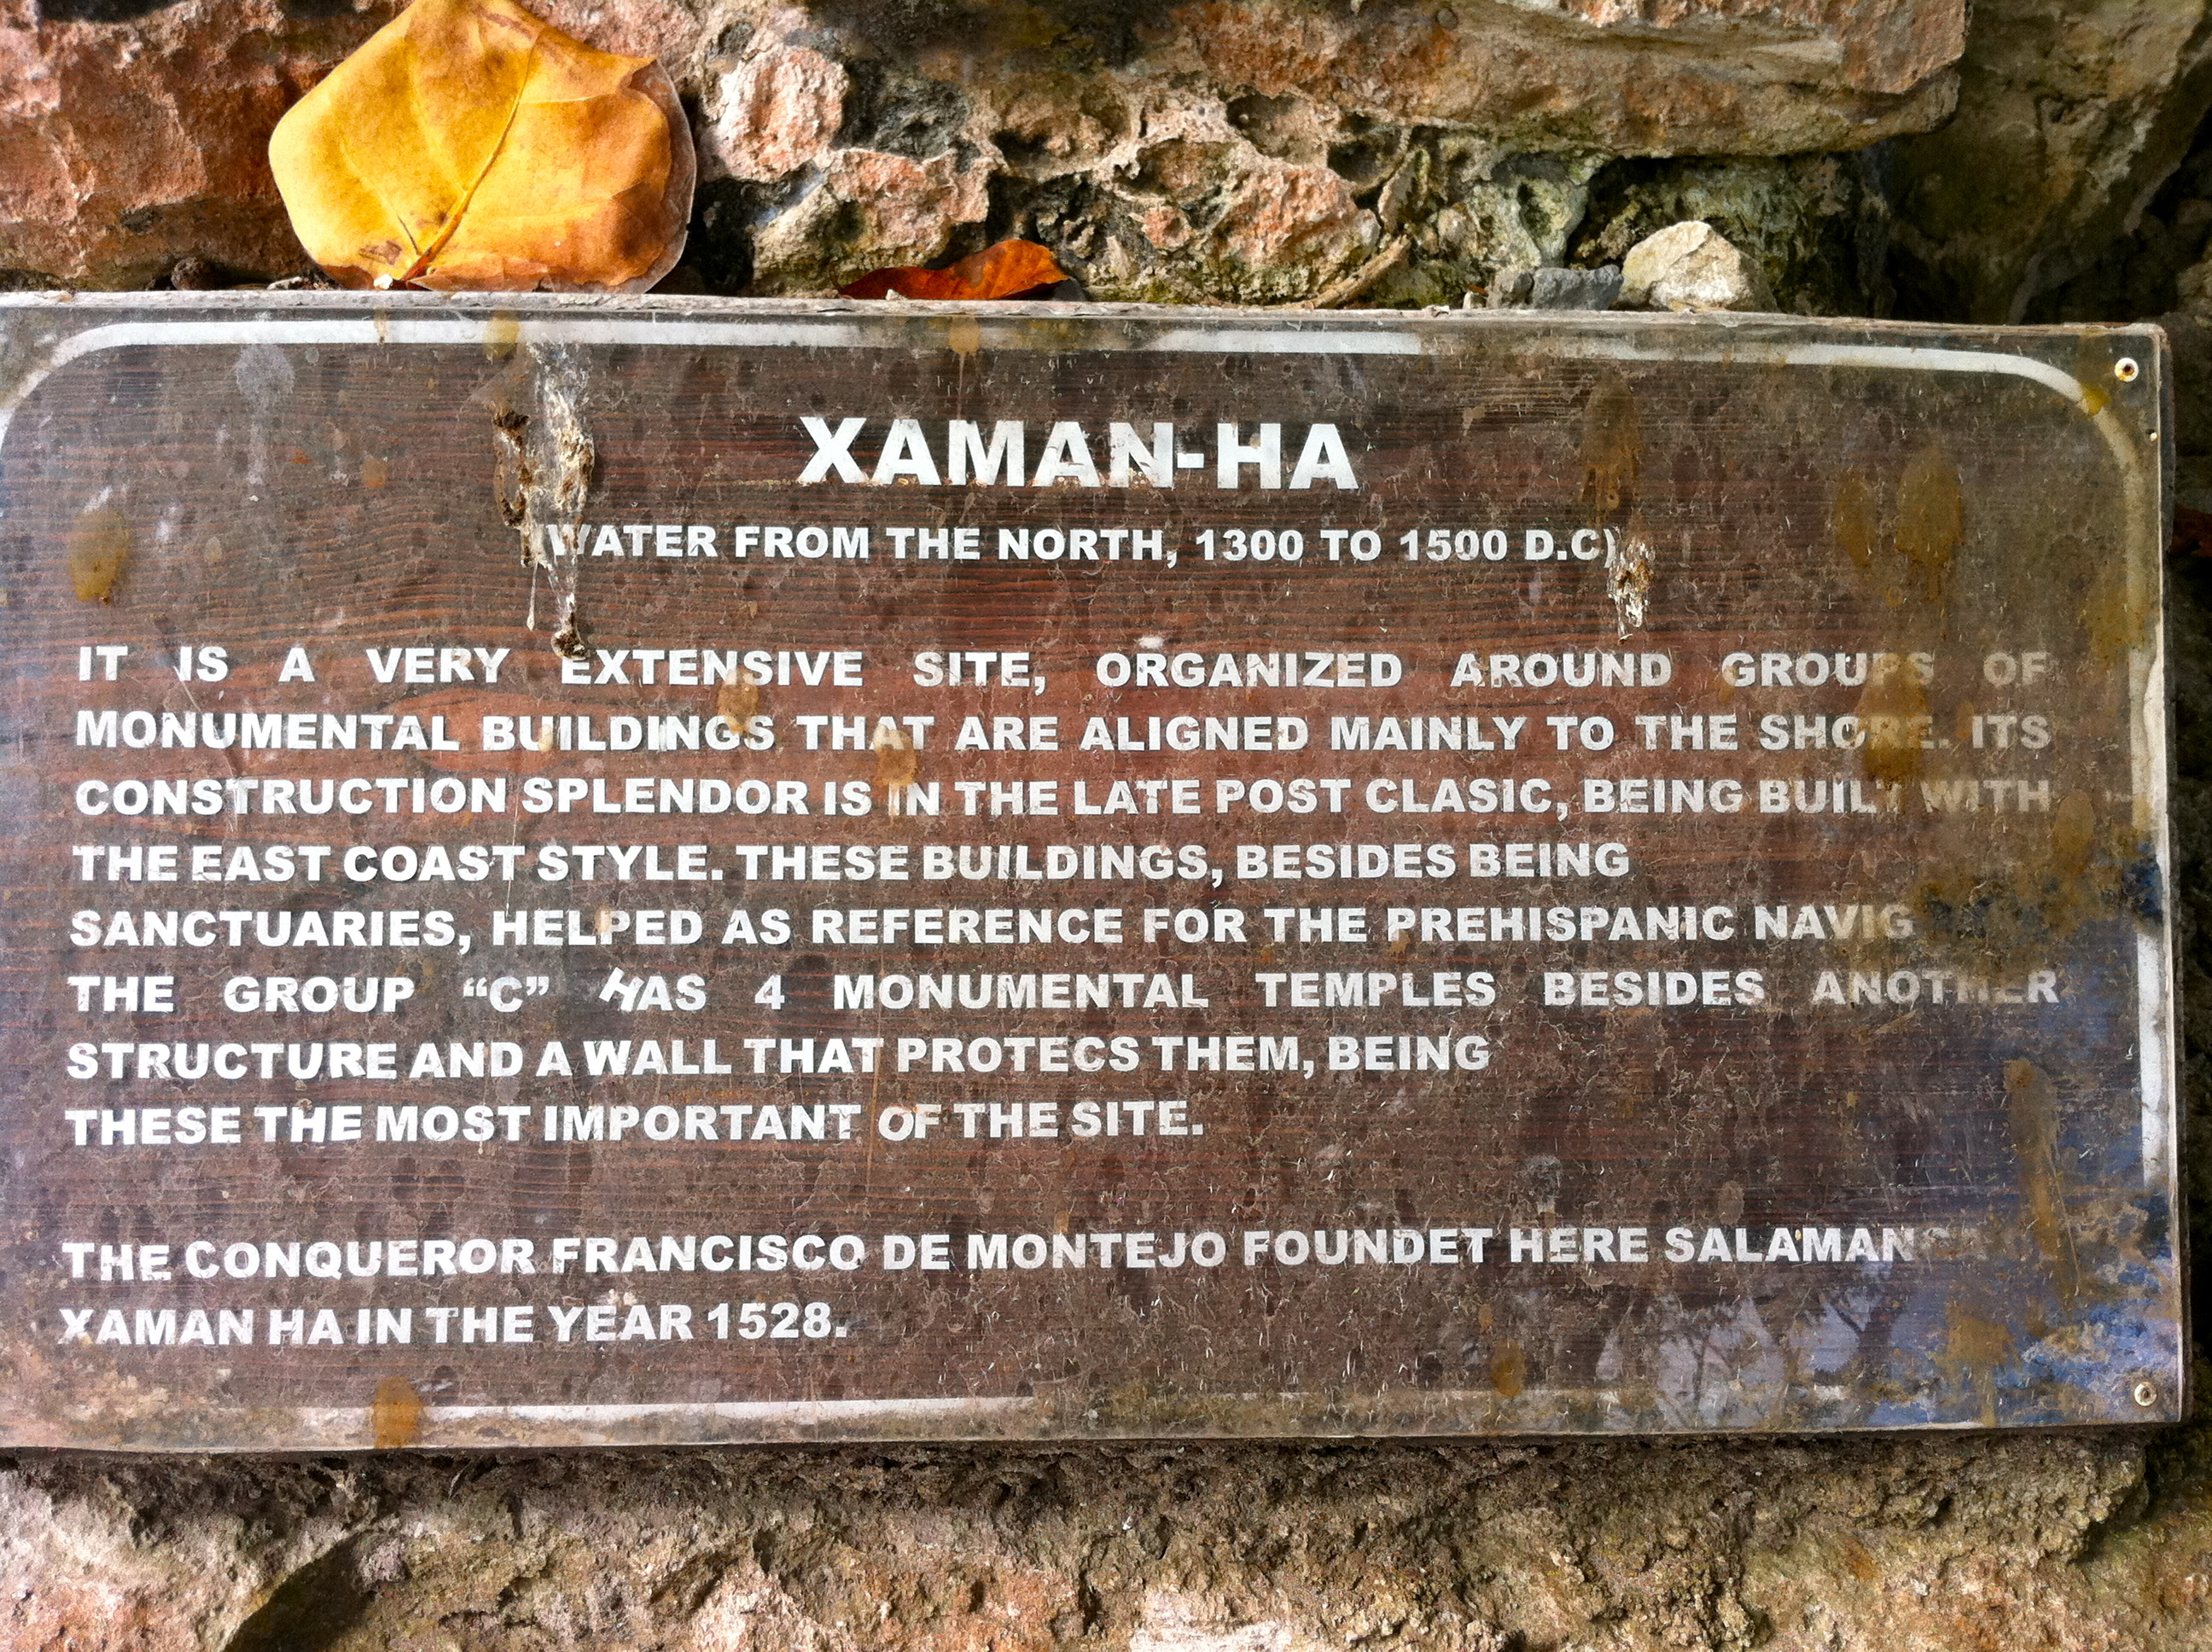 XAMAN-HA
(WATER FROM THE NORTH, 1300 TO 1500 D.C)
IT IS A VERY EXTENSIVE SITE, ORGANIZED AROUND GROUPS OF
MONUMENTAL BUILDINGS THAT ARE ALIGNED MAINLY TO THE SHORE. ITS
CONSTRUCTION SPLENDOR IS IN THE LATE POST CLASIC, BEING BUILT WITH
THE EAST COAST STYLE. THESE BUILDINGS, BESIDES BEING
SANCTUARIES, HELPED AS REFERENCE FOR THE PREHISPANIC NAVIG
THE GROUP “C” HAS 4 MONUMENTAL TEMPLES BESIDES ANOTHER
STRUCTURE AND A WALL THAT PROTECS THEM, BEING
THESE THE MOST IMPORTANT OF THE SITE.
THE CONQUEROR FRANCISCO DE MONTEJO FOUNDET HERE SALAMANCA
XAMAN HA IN THE YEAR 1528.